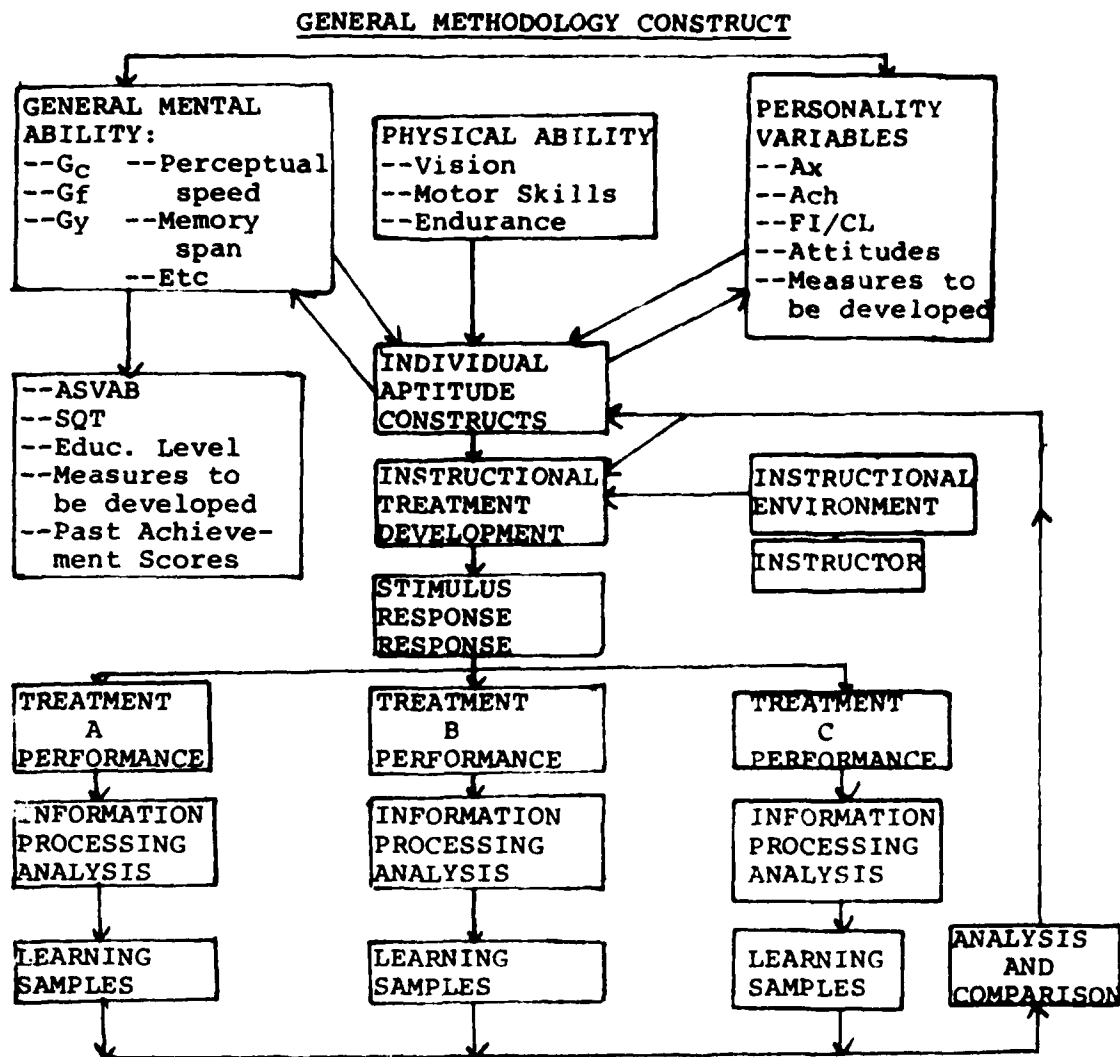 GENERAL METHODOLOGY CONSTRUCT
GENERAL MENTAL
ABILITY:
--Gc --Perceptual
--Gf speed
--Gy --Memory
span
--Etc
PHYSICAL ABILITY
--Vision
--Motor Skills
--Endurance
PERSONALITY
VARIABLES
--Ax
--Ach
--FI/CL
--Attitudes
--Measures to
be developed
--ASVAB
--SQT
--Educ. Level
--Measures to
be developed
--Past Achieve-
ment Scores
INDIVIDUAL
APTITUDE
CONSTRUCTS
INSTRUCTIONAL
TREATMENT
DEVELOPMENT
INSTRUCTIONAL
ENVIRONMENT
INSTRUCTOR
STIMULUS
RESPONSE
RESPONSE
TREATMENT
A
PERFORMANCE
TREATMENT
B
PERFORMANCE
TREATMENT
C
PERFORMANCE
INFORMATION
PROCESSING
ANALYSIS
INFORMATION
PROCESSING
ANALYSIS
INFORMATION
PROCESSING
ANALYSIS
LEARNING
SAMPLES
LEARNING
SAMPLES
LEARNING
SAMPLES
ANALYSIS
AND
COMPARISON